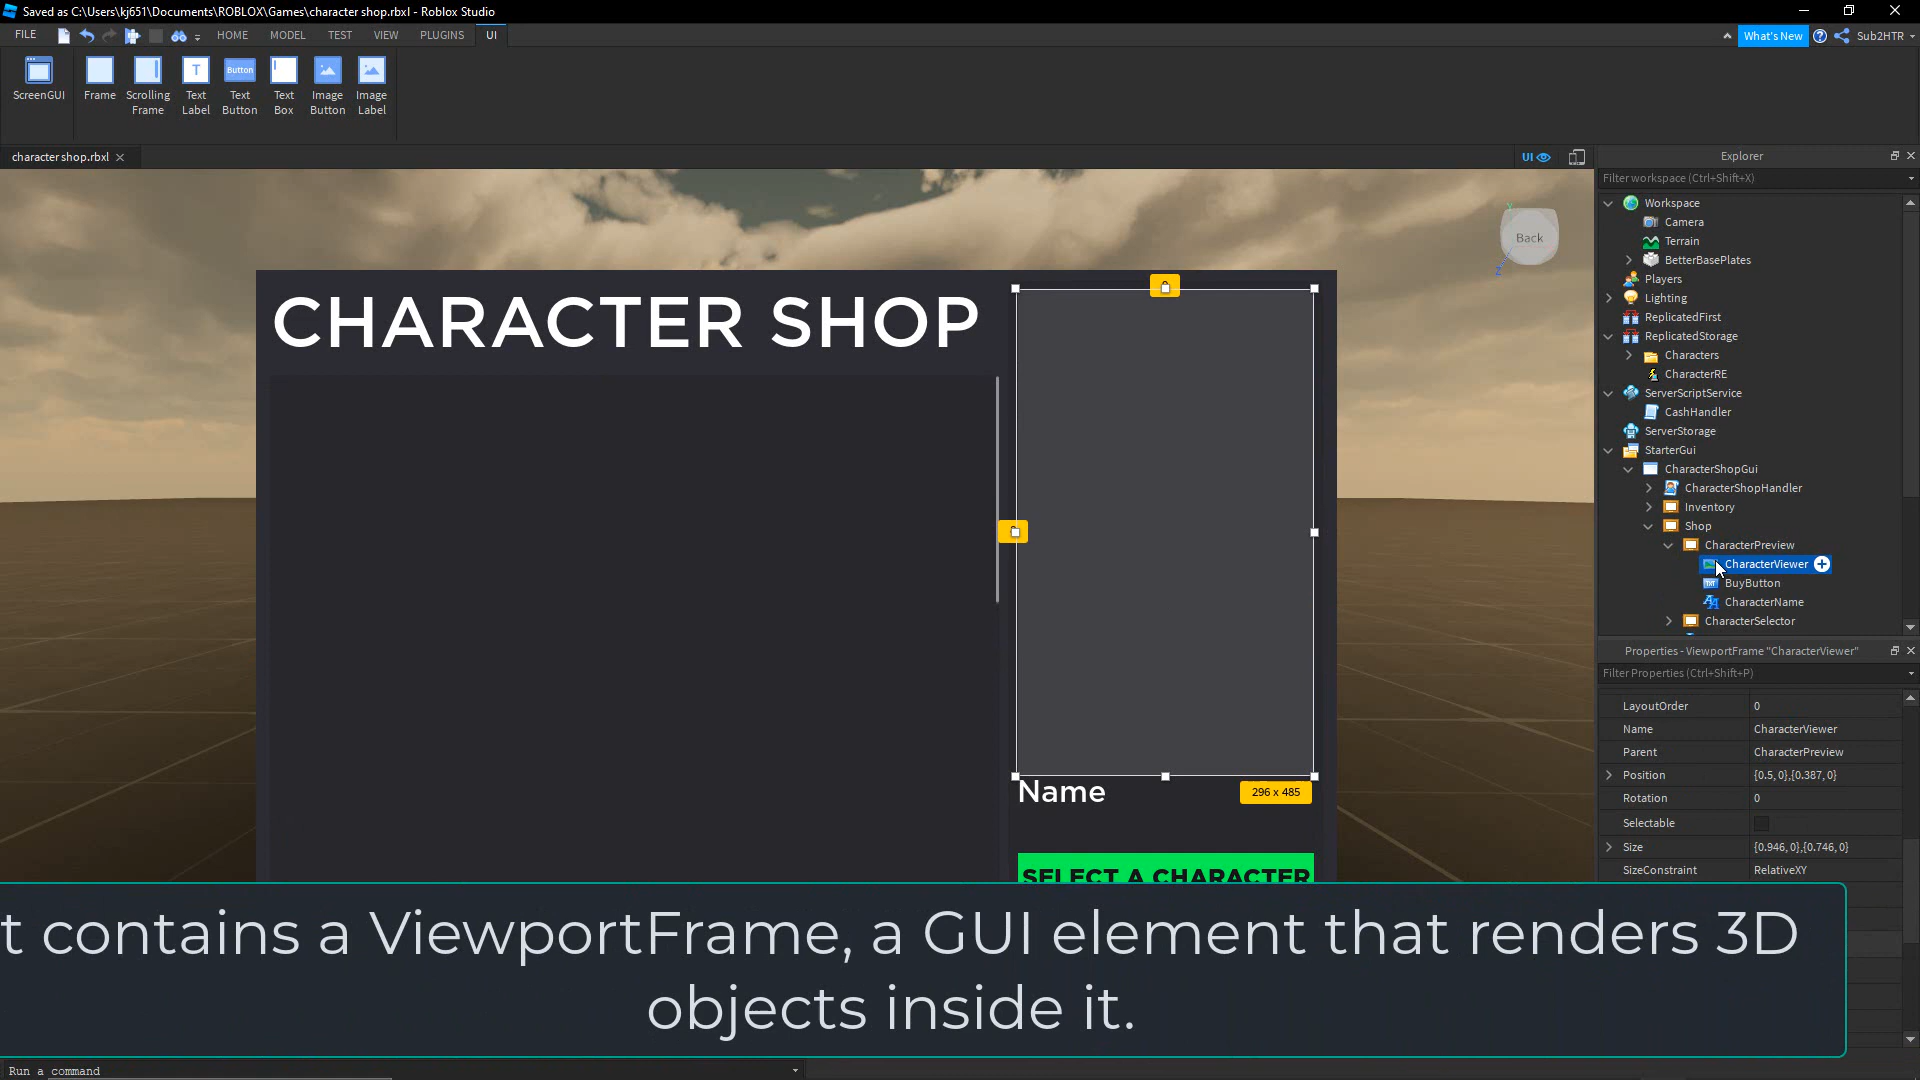 Saved as C:\Users\kj651\Documents\ROBLOX\Games\character shop.rbxl - Roblox Studio
FILE HOME MODEL TEST VIEW PLUGINS UI
What's New
Sub2HTR
ScreenGUI
Frame
Scrolling
Frame
Text
Label
Button
Text
Button
Text
Box
Image
Button
Image
Label
character shop.rbxl
UI
Back
CHARACTER SHOP
Name
296 x 485
SELECT A CHARACTER
Explorer
Filter workspace (Ctrl+Shift+X)
Workspace
Camera
Terrain
BetterBasePlates
Players
Lighting
ReplicatedFirst
ReplicatedStorage
Characters
CharacterRE
ServerScriptService
CashHandler
ServerStorage
StarterGui
CharacterShopGui
CharacterShopHandler
Inventory
Shop
CharacterPreview
CharacterViewer
BuyButton
CharacterName
CharacterSelector
Properties - ViewportFrame "CharacterViewer"
Filter Properties (Ctrl+Shift+P)
LayoutOrder 0
Name CharacterViewer
Parent CharacterPreview
Position {0.5, 0},{0.387, 0}
Rotation 0
Selectable
Size {0.946, 0},{0.746, 0}
SizeConstraint RelativeXY
t contains a ViewportFrame, a GUI element that renders 3D
objects inside it.
Run a command